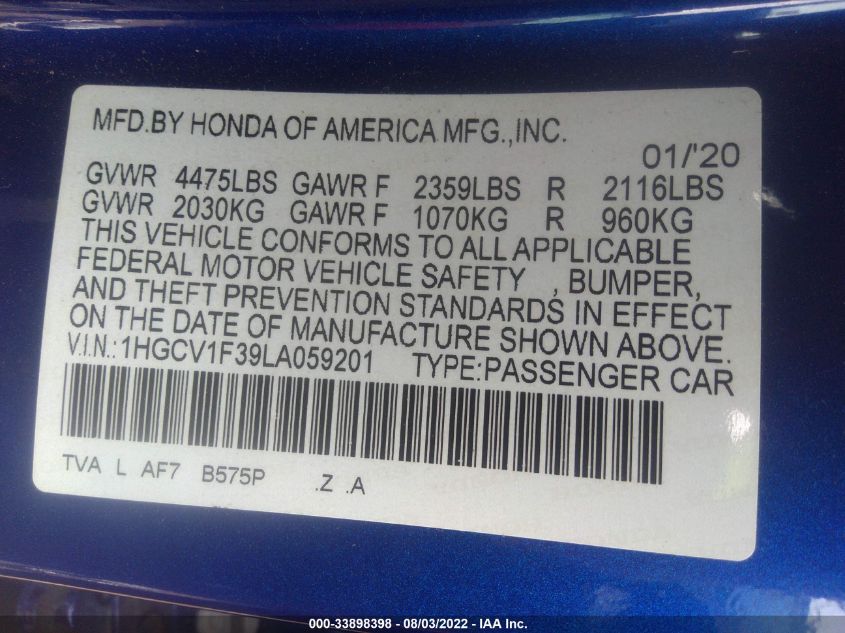 MFD.BY HONDA OF AMERICA MFG.,INC.
01/'20
GVWR 4475LBS GAWR F 2359LBS R 2116LBS
GVWR 2030KG GAWR F 1070KG R 960KG
THIS VEHICLE CONFORMS TO ALL APPLICABLE
FEDERAL MOTOR VEHICLE SAFETY , BUMPER,
AND THEFT PREVENTION STANDARDS IN EFFECT
ON THE DATE OF MANUFACTURE SHOWN ABOVE.
V.I.N.:1HGCV1F39LA059201 TYPE:PASSENGER CAR
TVA L AF7 B575P .Z .A
000-33898398 - 08/03/2022 - IAA Inc.